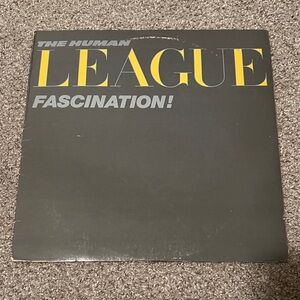 THE HUMAN
LEAGUE
FASCINATION!